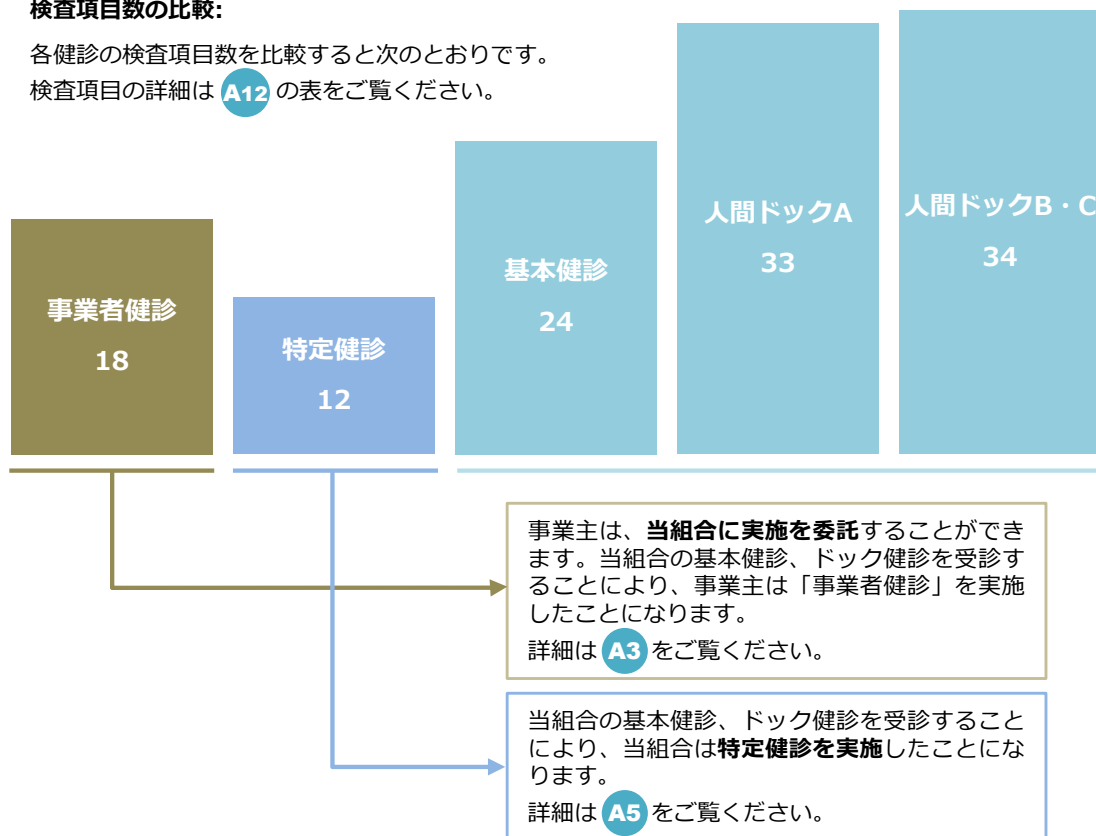 検査項目数の比較:
各健診の検査項目数を比較すると次のとおりです。
検査項目の詳細は A12 の表をご覧ください。
事業者健診
18
特定健診
12
基本健診
24
人間ドックA
33
人間ドックB・C
34
事業主は、当組合に実施を委託することができ
ます。当組合の基本健診、ドック健診を受診す
ることにより、事業主は「事業者健診」を実施
したことになります。
詳細は A3 をご覧ください。
当組合の基本健診、ドック健診を受診すること
により、当組合は特定健診を実施したことにな
ります。
詳細は A5 をご覧ください。